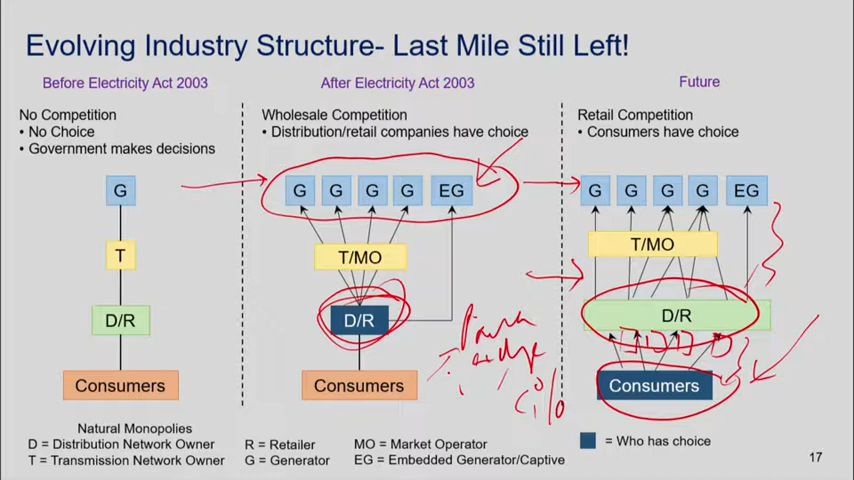 Evolving Industry Structure- Last Mile Still Left!
Before Electricity Act 2003
After Electricity Act 2003
Future
No Competition
• No Choice
• Government makes decisions
Wholesale Competition
• Distribution/retail companies have choice
Retail Competition
• Consumers have choice
G
G G G G EG
G G G G EG
T
T/MO
T/MO
D/R
D/R
D/R
Consumers
Consumers
Consumers
Natural Monopolies
D = Distribution Network Owner
T = Transmission Network Owner
R = Retailer
G = Generator
MO = Market Operator
EG = Embedded Generator/Captive
= Who has choice
17